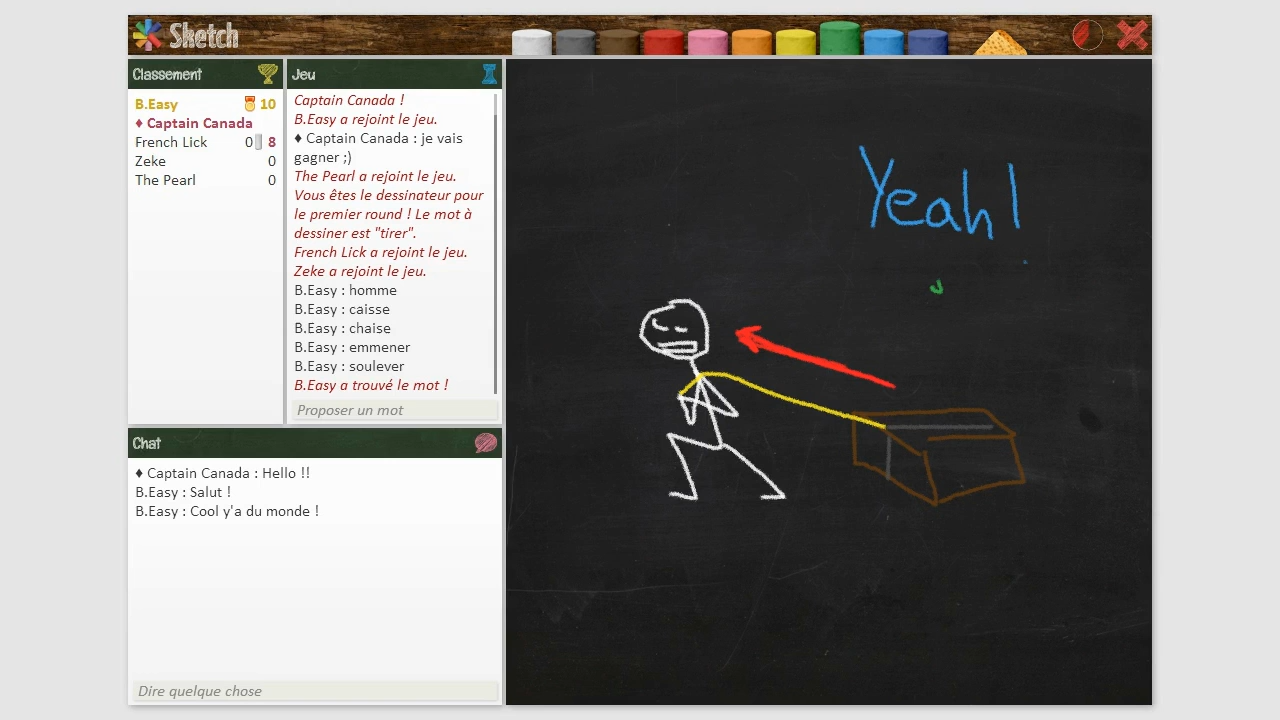 Sketch
Classement
B.Easy 10
♦ Captain Canada
French Lick 0 8
Zeke 0
The Pearl 0
Jeu
Captain Canada !
B.Easy a rejoint le jeu.
♦ Captain Canada : je vais
gagner ;)
The Pearl a rejoint le jeu.
Vous êtes le dessinateur pour
le premier round ! Le mot à
dessiner est "tirer".
French Lick a rejoint le jeu.
Zeke a rejoint le jeu.
B.Easy : homme
B.Easy : caisse
B.Easy : chaise
B.Easy : emmener
B.Easy : soulever
B.Easy a trouvé le mot !
Proposer un mot
Chat
♦ Captain Canada : Hello !!
B.Easy : Salut !
B.Easy : Cool y'a du monde !
Dire quelque chose
Yeah!